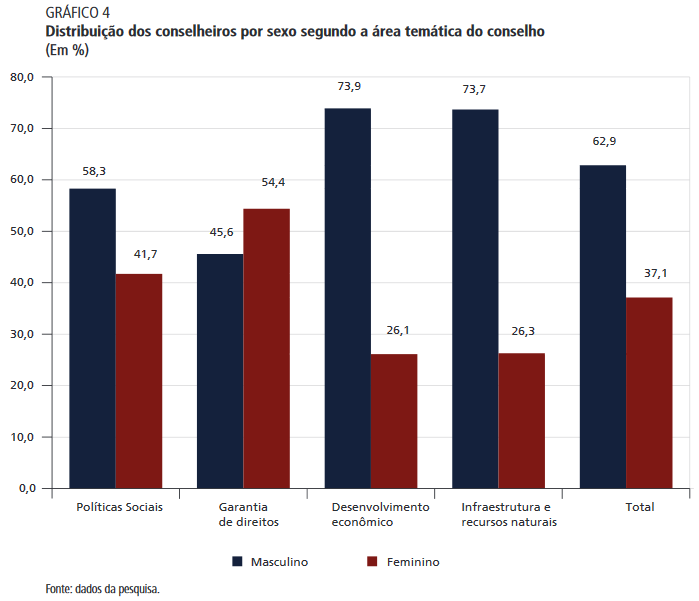 GRÁFICO 4
Distribuição dos conselheiros por sexo segundo a área temática do conselho
(Em %)
80,0
70,0
60,0
50,0
40,0
30,0
20,0
10,0
0,0
58,3
41,7
45,6
54,4
73,9
26,1
73,7
26,3
62,9
37,1
Políticas Sociais
Garantia
de direitos
Desenvolvimento
econômico
Infraestrutura e
recursos naturais
Total
Masculino
Feminino
Fonte: dados da pesquisa.